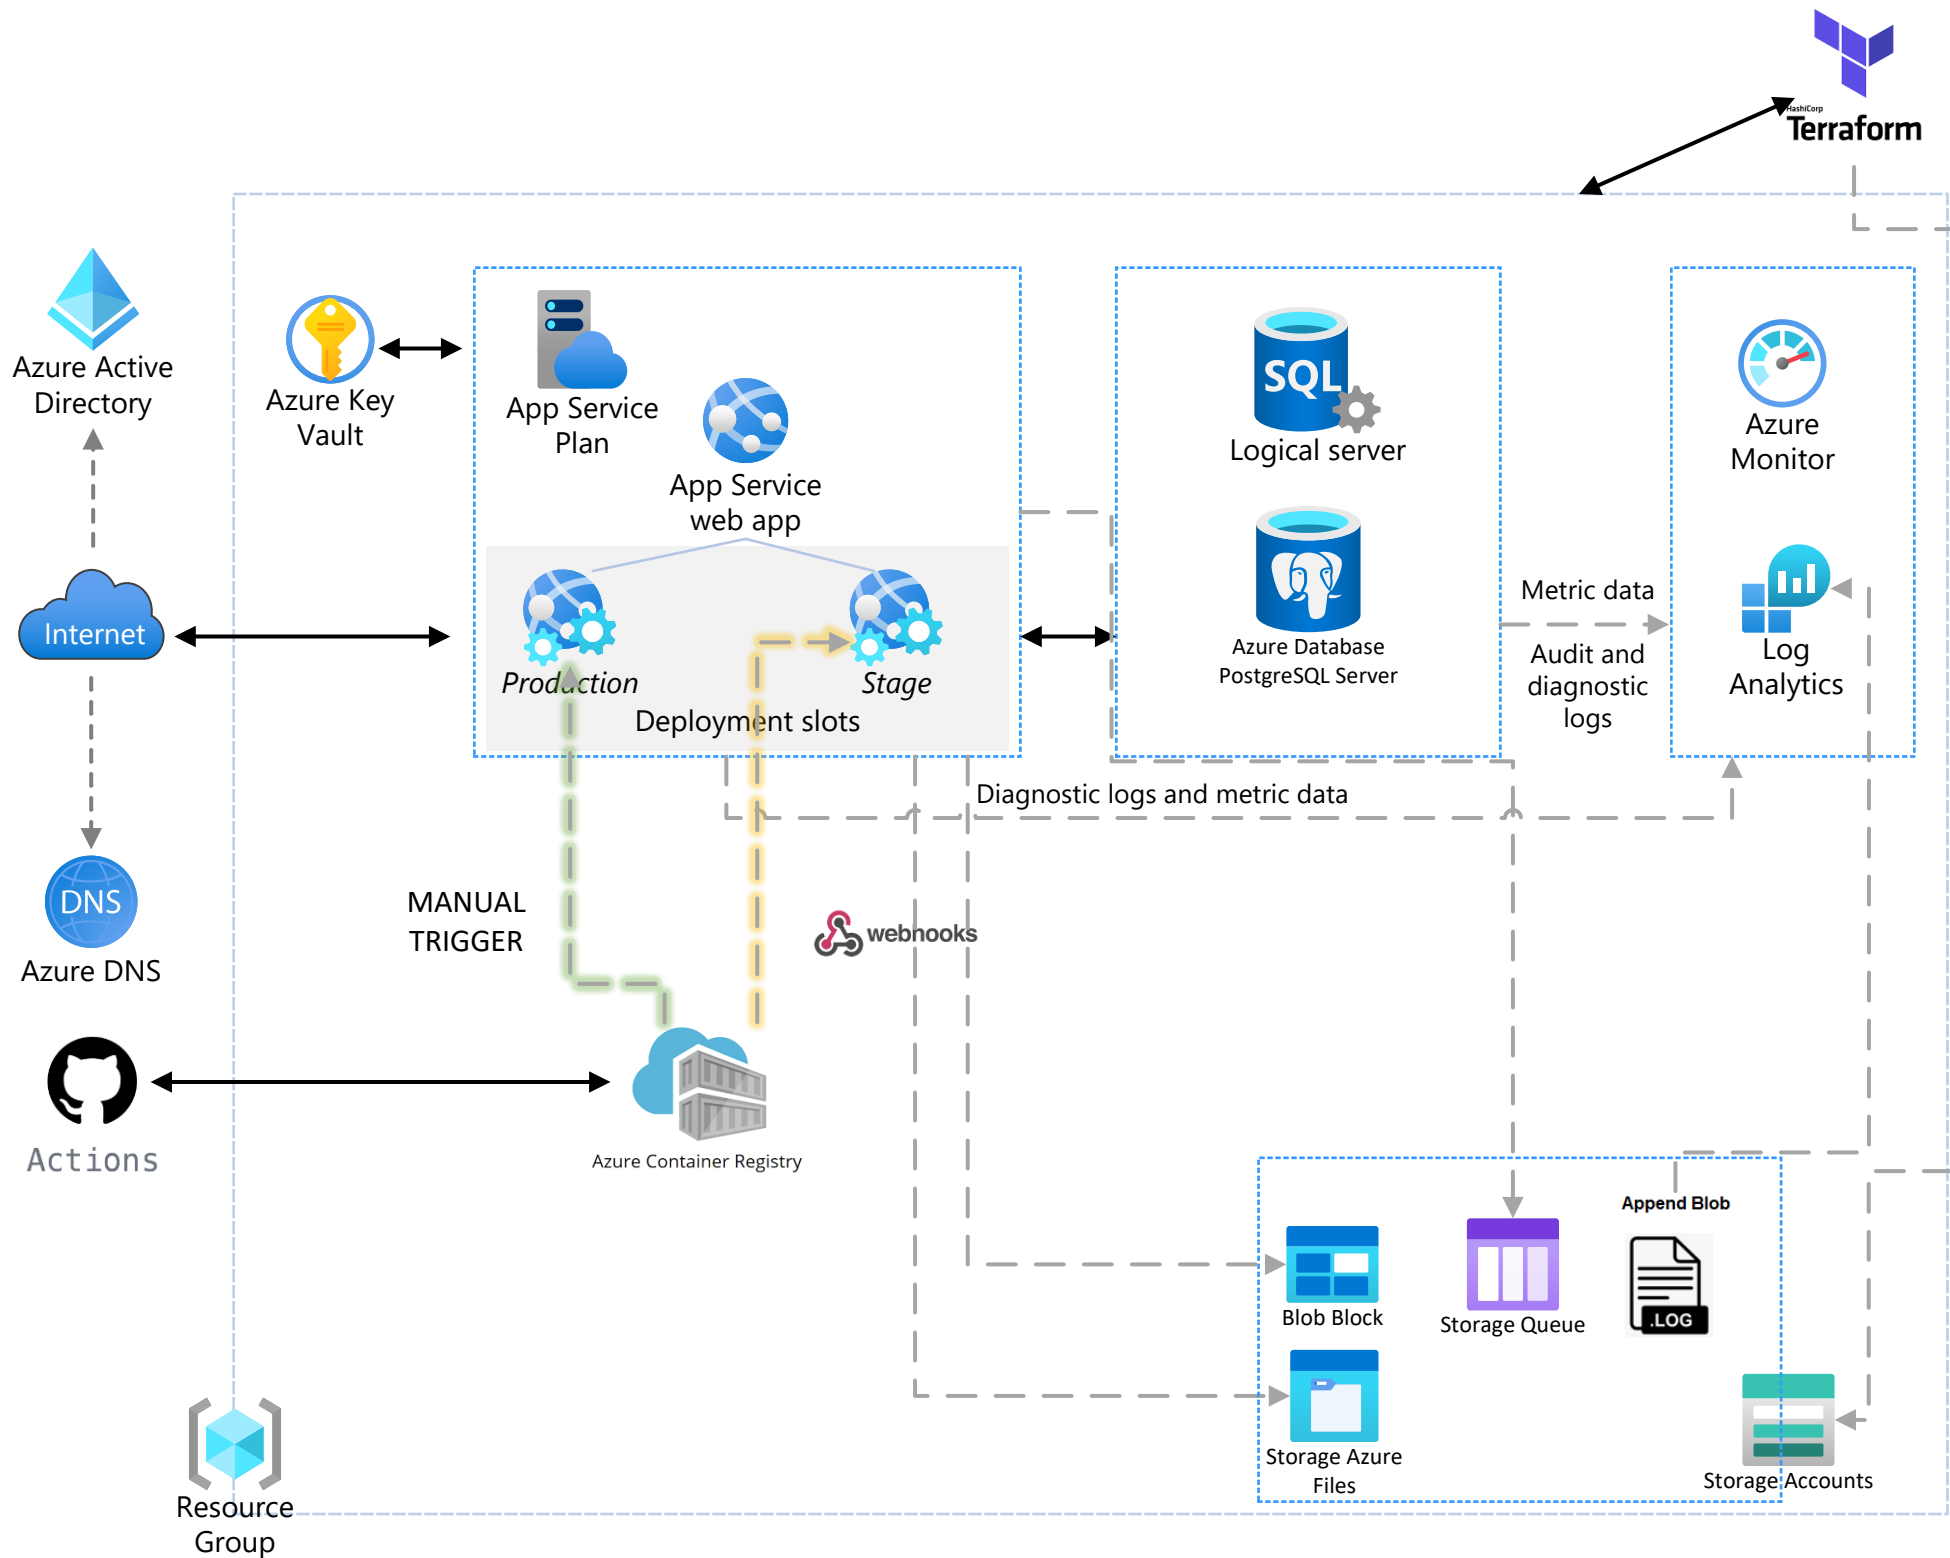 HashiCorp
Terraform
Azure Active
Directory
Azure Key
Vault
App Service
Plan
App Service
web app
Production
Stage
Deployment slots
SQL
Logical server
Azure Database
PostgreSQL Server
Metric data
Audit and
diagnostic
logs
Azure
Monitor
Log
Analytics
Internet
Diagnostic logs and metric data
DNS
Azure DNS
MANUAL
TRIGGER
webhooks
Actions
Azure Container Registry
Append Blob
.LOG
Blob Block
Storage Queue
Storage Azure
Files
Storage Accounts
Resource
Group